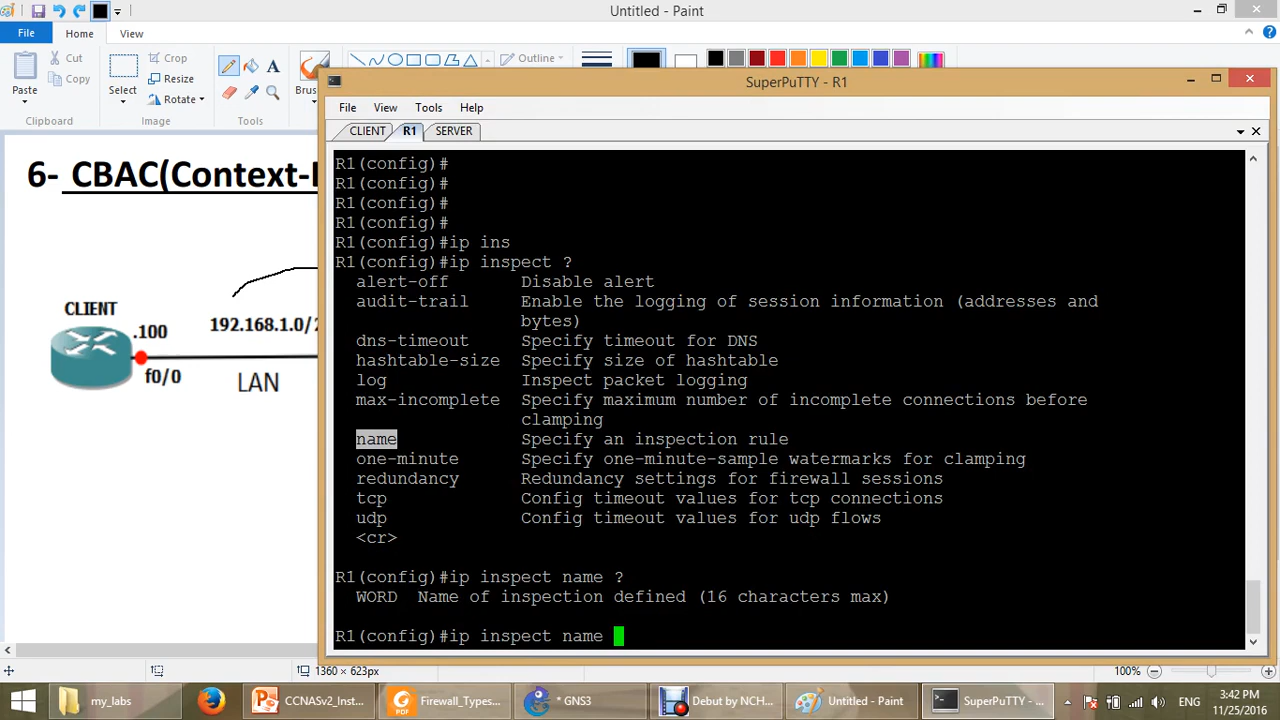 Untitled - Paint
File
Home
View
Paste
Cut
Copy
Clipboard
Select
Crop
Resize
Rotate
Image
Tools
Brus
Outline
SuperPuTTY - R1
File View Tools Help
CLIENT R1 SERVER
6- CBAC(Context-
CLIENT
.100
192.168.1.0/2
f0/0
LAN
R1(config)#
R1(config)#
R1(config)#
R1(config)#
R1(config)#ip ins
R1(config)#ip inspect ?
alert-off Disable alert
audit-trail Enable the logging of session information (addresses and
bytes)
dns-timeout Specify timeout for DNS
hashtable-size Specify size of hashtable
log Inspect packet logging
max-incomplete Specify maximum number of incomplete connections before
clamping
name Specify an inspection rule
one-minute Specify one-minute-sample watermarks for clamping
redundancy Redundancy settings for firewall sessions
tcp Config timeout values for tcp connections
udp Config timeout values for udp flows
<cr>
R1(config)#ip inspect name ?
WORD Name of inspection defined (16 characters max)
R1(config)#ip inspect name
1360 × 623px
100%
my_labs
CCNASv2_Inst...
Firewall_Types...
GNS3
Debut by NCH...
Untitled - Paint
SuperPuTTY - ...
ENG
3:42 PM
11/25/2016